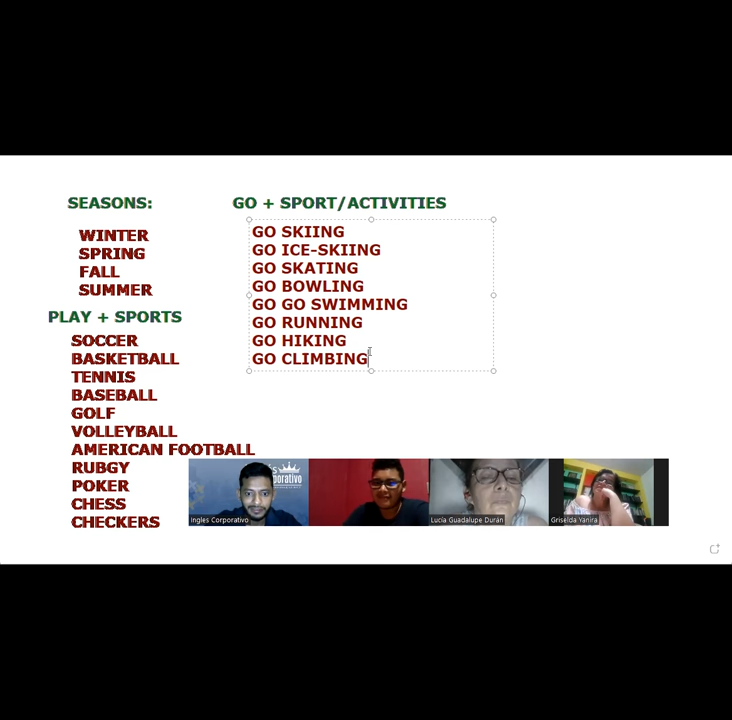 SEASONS:
WINTER
SPRING
FALL
SUMMER
PLAY + SPORTS
SOCCER
BASKETBALL
TENNIS
BASEBALL
GOLF
VOLLEYBALL
AMERICAN FOOTBALL
RUBGY
POKER
CHESS
CHECKERS
GO + SPORT/ACTIVITIES
GO SKIING
GO ICE-SKIING
GO SKATING
GO BOWLING
GO GO SWIMMING
GO RUNNING
GO HIKING
GO CLIMBING
Ingles Corporativo
Lucía Guadalupe Durán
Griselda Yanira